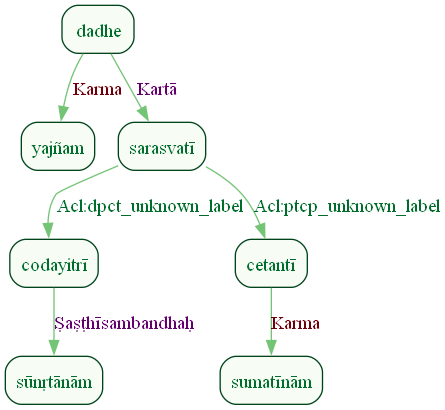 dadhe
Karma Kartā
yajñam sarasvatī
Acl:dpct_unknown_label Acl:ptcp_unknown_label
codayitrī cetantī
Ṣaṣṭhīsambandhaḥ Karma
sūnṛtānām sumatīnām